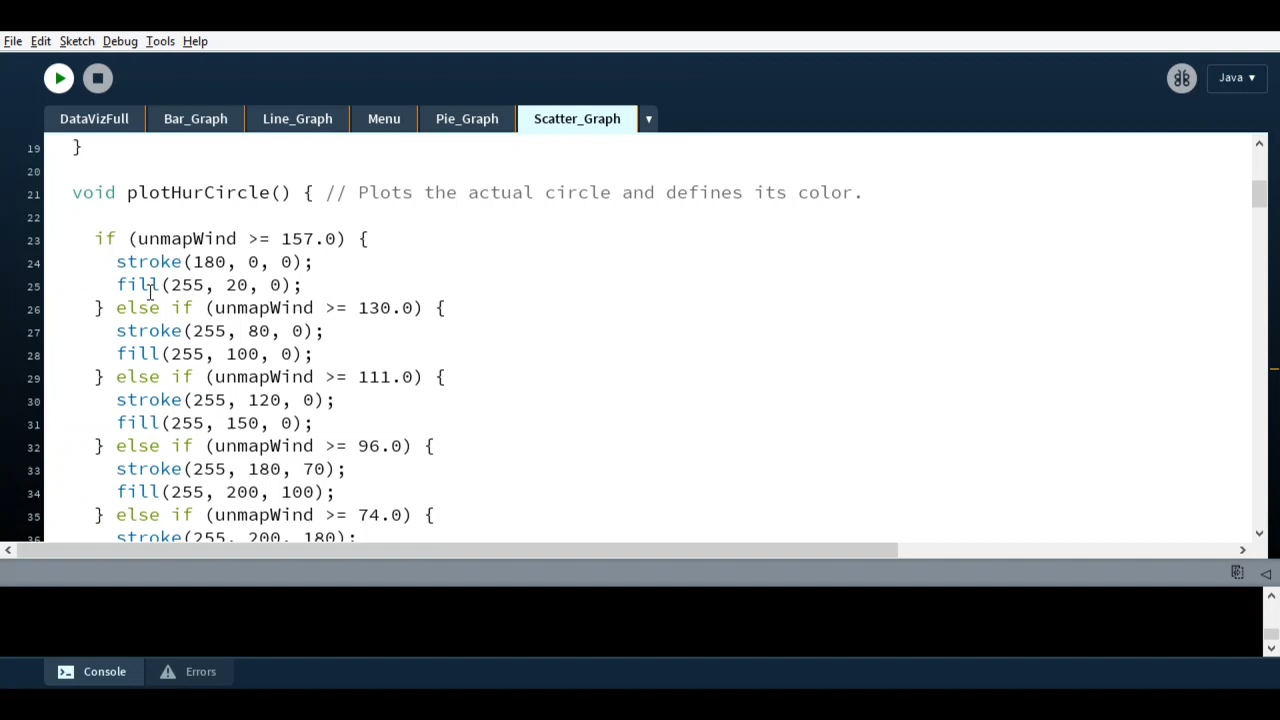 File Edit Sketch Debug Tools Help
Java ▾
DataVizFull Bar_Graph Line_Graph Menu Pie_Graph Scatter_Graph ▾
19 }
20
21 void plotHurCircle() { // Plots the actual circle and defines its color.
22
23 if (unmapWind >= 157.0) {
24 stroke(180, 0, 0);
25 fill(255, 20, 0);
26 } else if (unmapWind >= 130.0) {
27 stroke(255, 80, 0);
28 fill(255, 100, 0);
29 } else if (unmapWind >= 111.0) {
30 stroke(255, 120, 0);
31 fill(255, 150, 0);
32 } else if (unmapWind >= 96.0) {
33 stroke(255, 180, 70);
34 fill(255, 200, 100);
35 } else if (unmapWind >= 74.0) {
36 stroke(255, 200, 180);
Console Errors